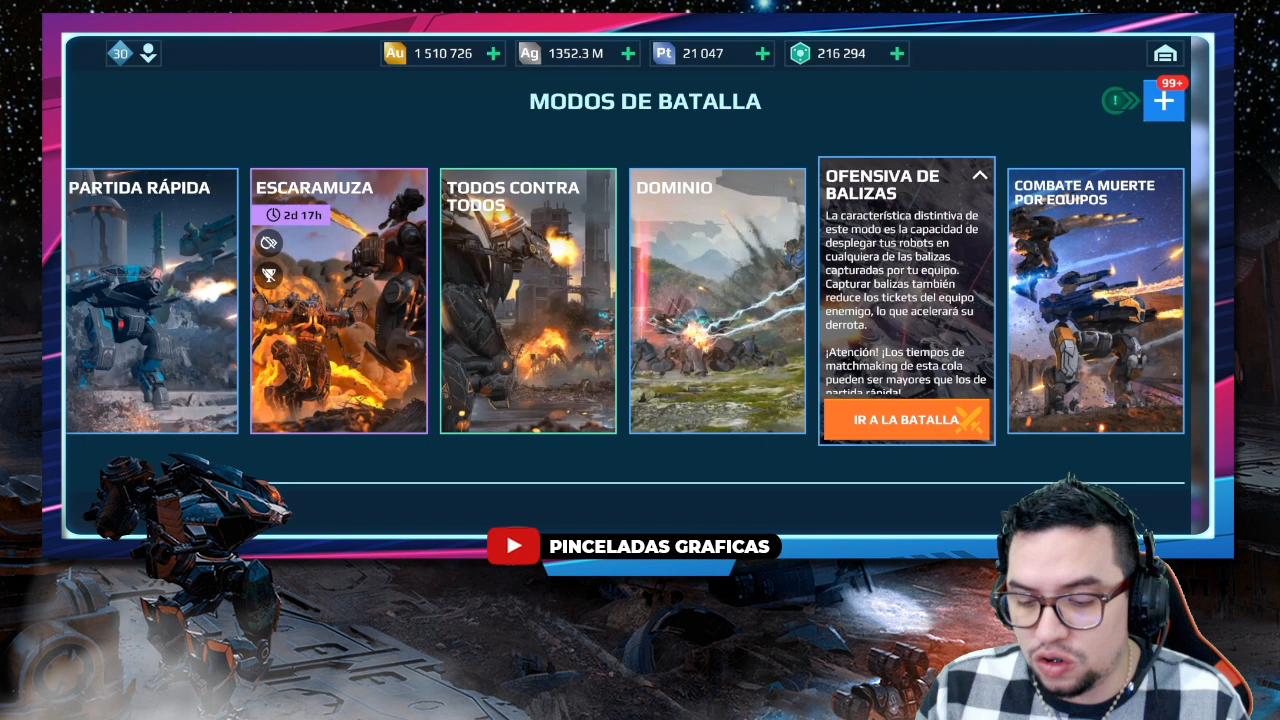 30
Au 1 510 726
Ag 1352.3 M
Pt 21 047
216 294
MODOS DE BATALLA
!
99+
PARTIDA RÁPIDA
ESCARAMUZA
2d 17h
TODOS CONTRA
TODOS
DOMINIO
OFENSIVA DE
BALIZAS
La característica distintiva de
este modo es la capacidad de
desplegar tus robots en
cualquiera de las balizas
capturadas por tu equipo.
Capturar balizas también
reduce los tickets del equipo
enemigo, lo que acelerará su
derrota.
¡Atención! ¡Los tiempos de
matchmaking de esta cola
pueden ser mayores que los de
partida rápida!
IR A LA BATALLA
COMBATE A MUERTE
POR EQUIPOS
PINCELADAS GRAFICAS